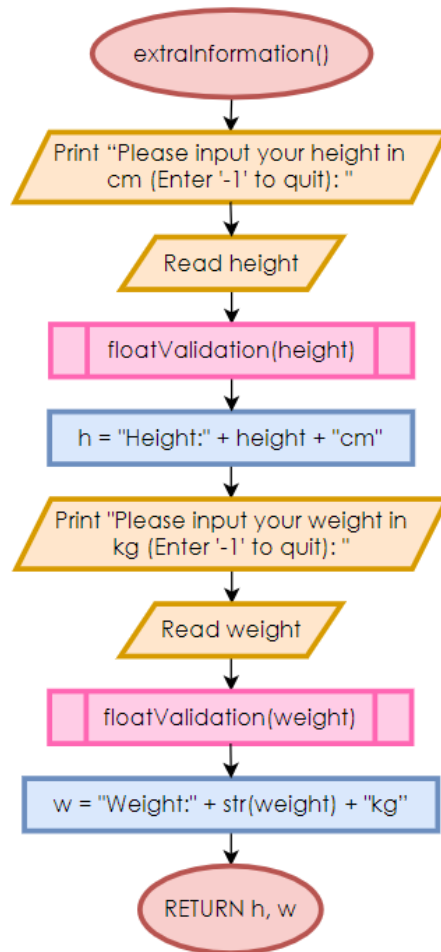 extraInformation()
Print “Please input your height in
cm (Enter '-1' to quit): "
Read height
floatValidation(height)
h = "Height:" + height + "cm"
Print "Please input your weight in
kg (Enter '-1' to quit): "
Read weight
floatValidation(weight)
w = "Weight:" + str(weight) + "kg”
RETURN h, w